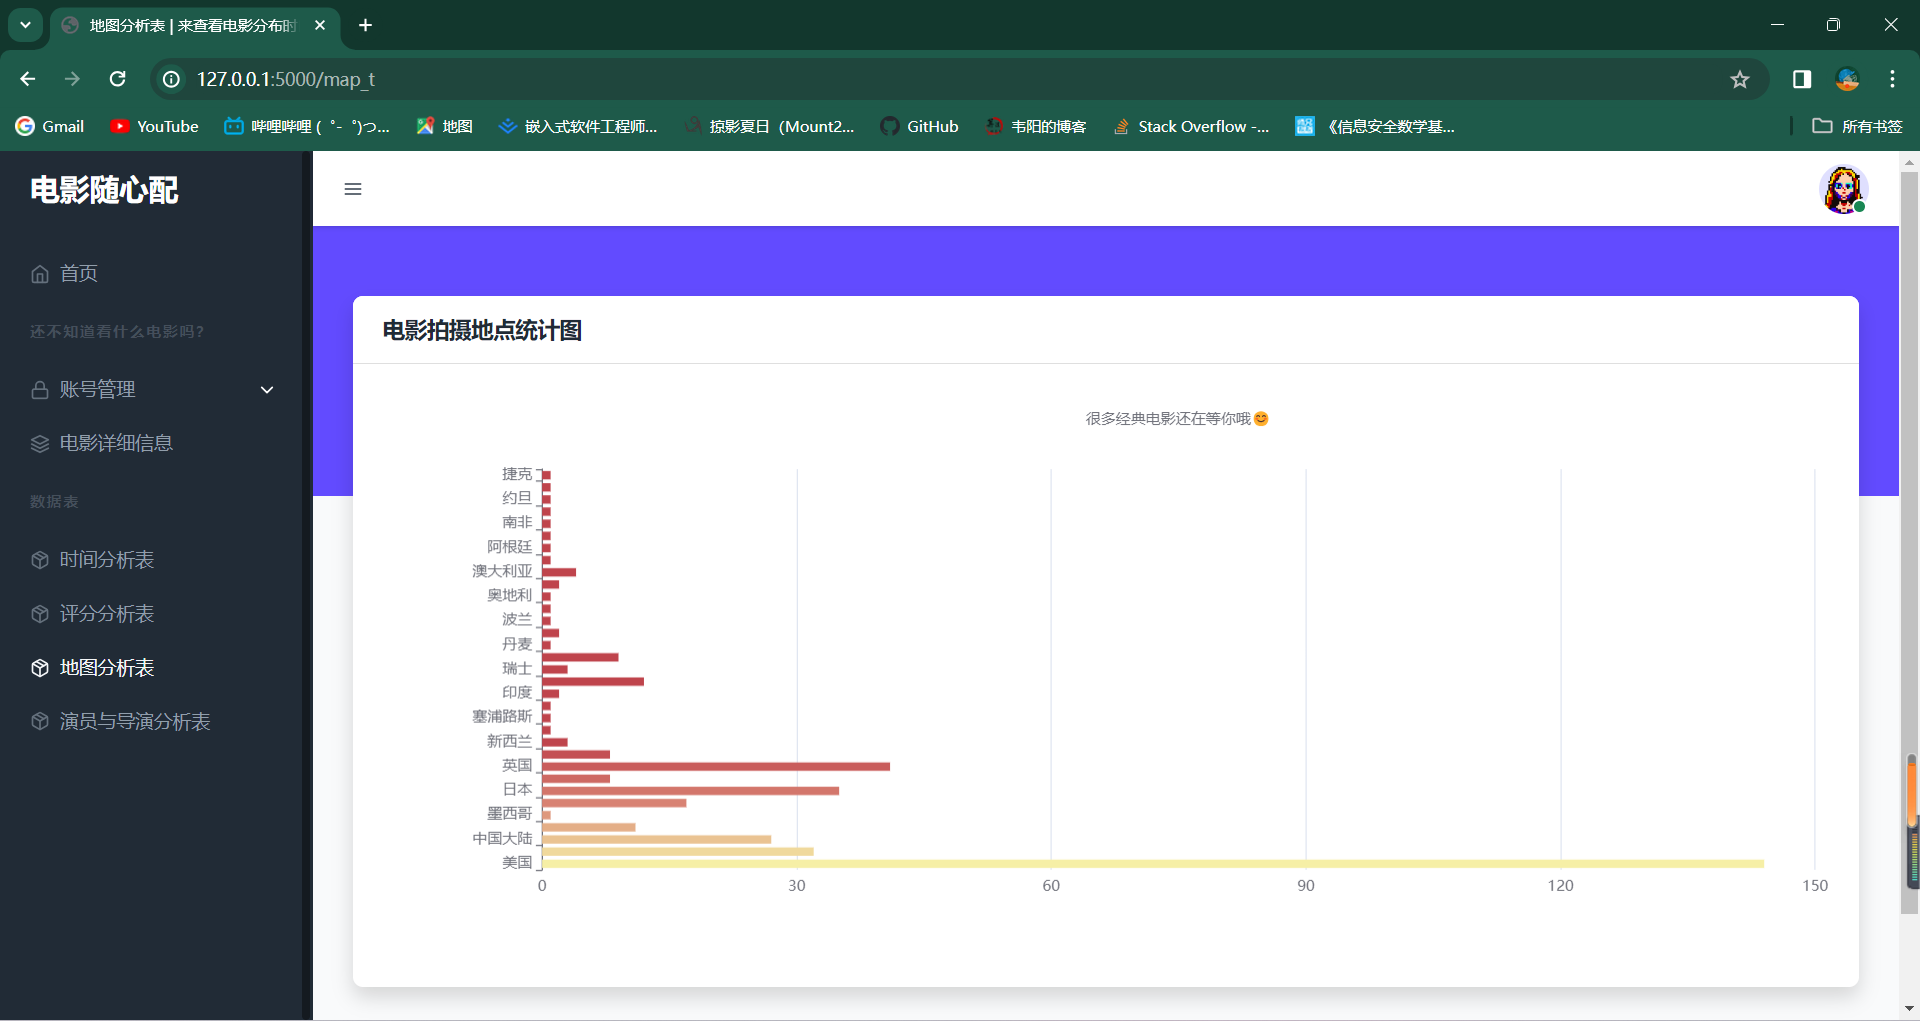 地图分析表 | 来查看电影分布时
127.0.0.1:5000/map_t
Gmail YouTube 哔哩哔哩 ( ゜- ゜)つ... 地图 嵌入式软件工程师... 掠影夏日（Mount2... GitHub 韦阳的博客 Stack Overflow -... 《信息安全数学基... 所有书签
电影随心配
首页
还不知道看什么电影吗?
账号管理
电影详细信息
数据表
时间分析表
评分分析表
地图分析表
演员与导演分析表
电影拍摄地点统计图
很多经典电影还在等你哦😊
捷克
约旦
南非
阿根廷
澳大利亚
奥地利
波兰
丹麦
瑞士
印度
塞浦路斯
新西兰
英国
日本
墨西哥
中国大陆
美国
0 30 60 90 120 150